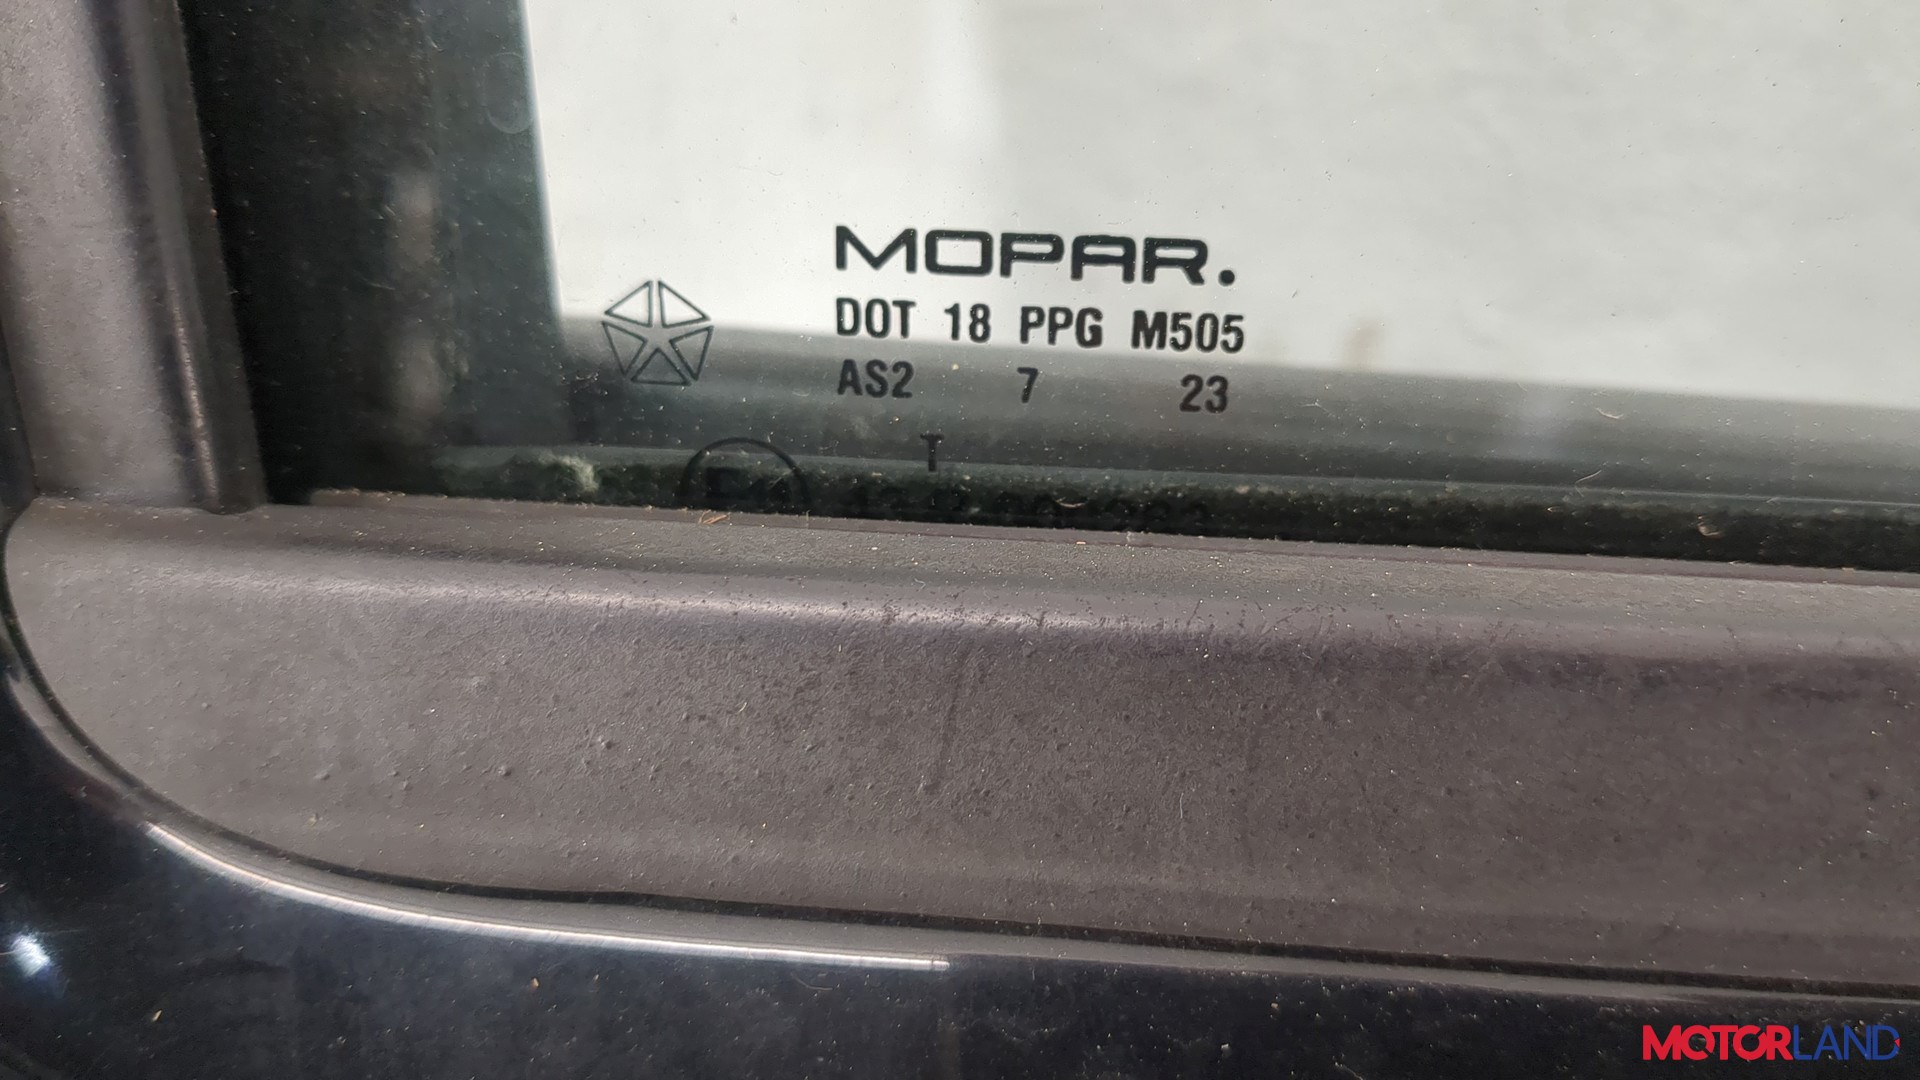 MOPAR.
DOT 18 PPG M505
AS2 7 23
T
MOTORLAND